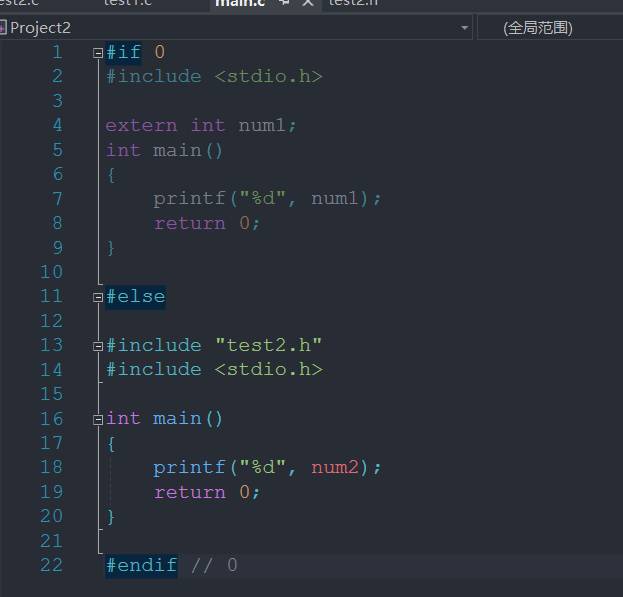 test1.c main.c test2.h
Project2 (全局范围)
1 #if 0
2 #include <stdio.h>
3
4 extern int num1;
5 int main()
6 {
7     printf("%d", num1);
8     return 0;
9 }
10
11 #else
12
13 #include "test2.h"
14 #include <stdio.h>
15
16 int main()
17 {
18     printf("%d", num2);
19     return 0;
20 }
21
22 #endif // 0